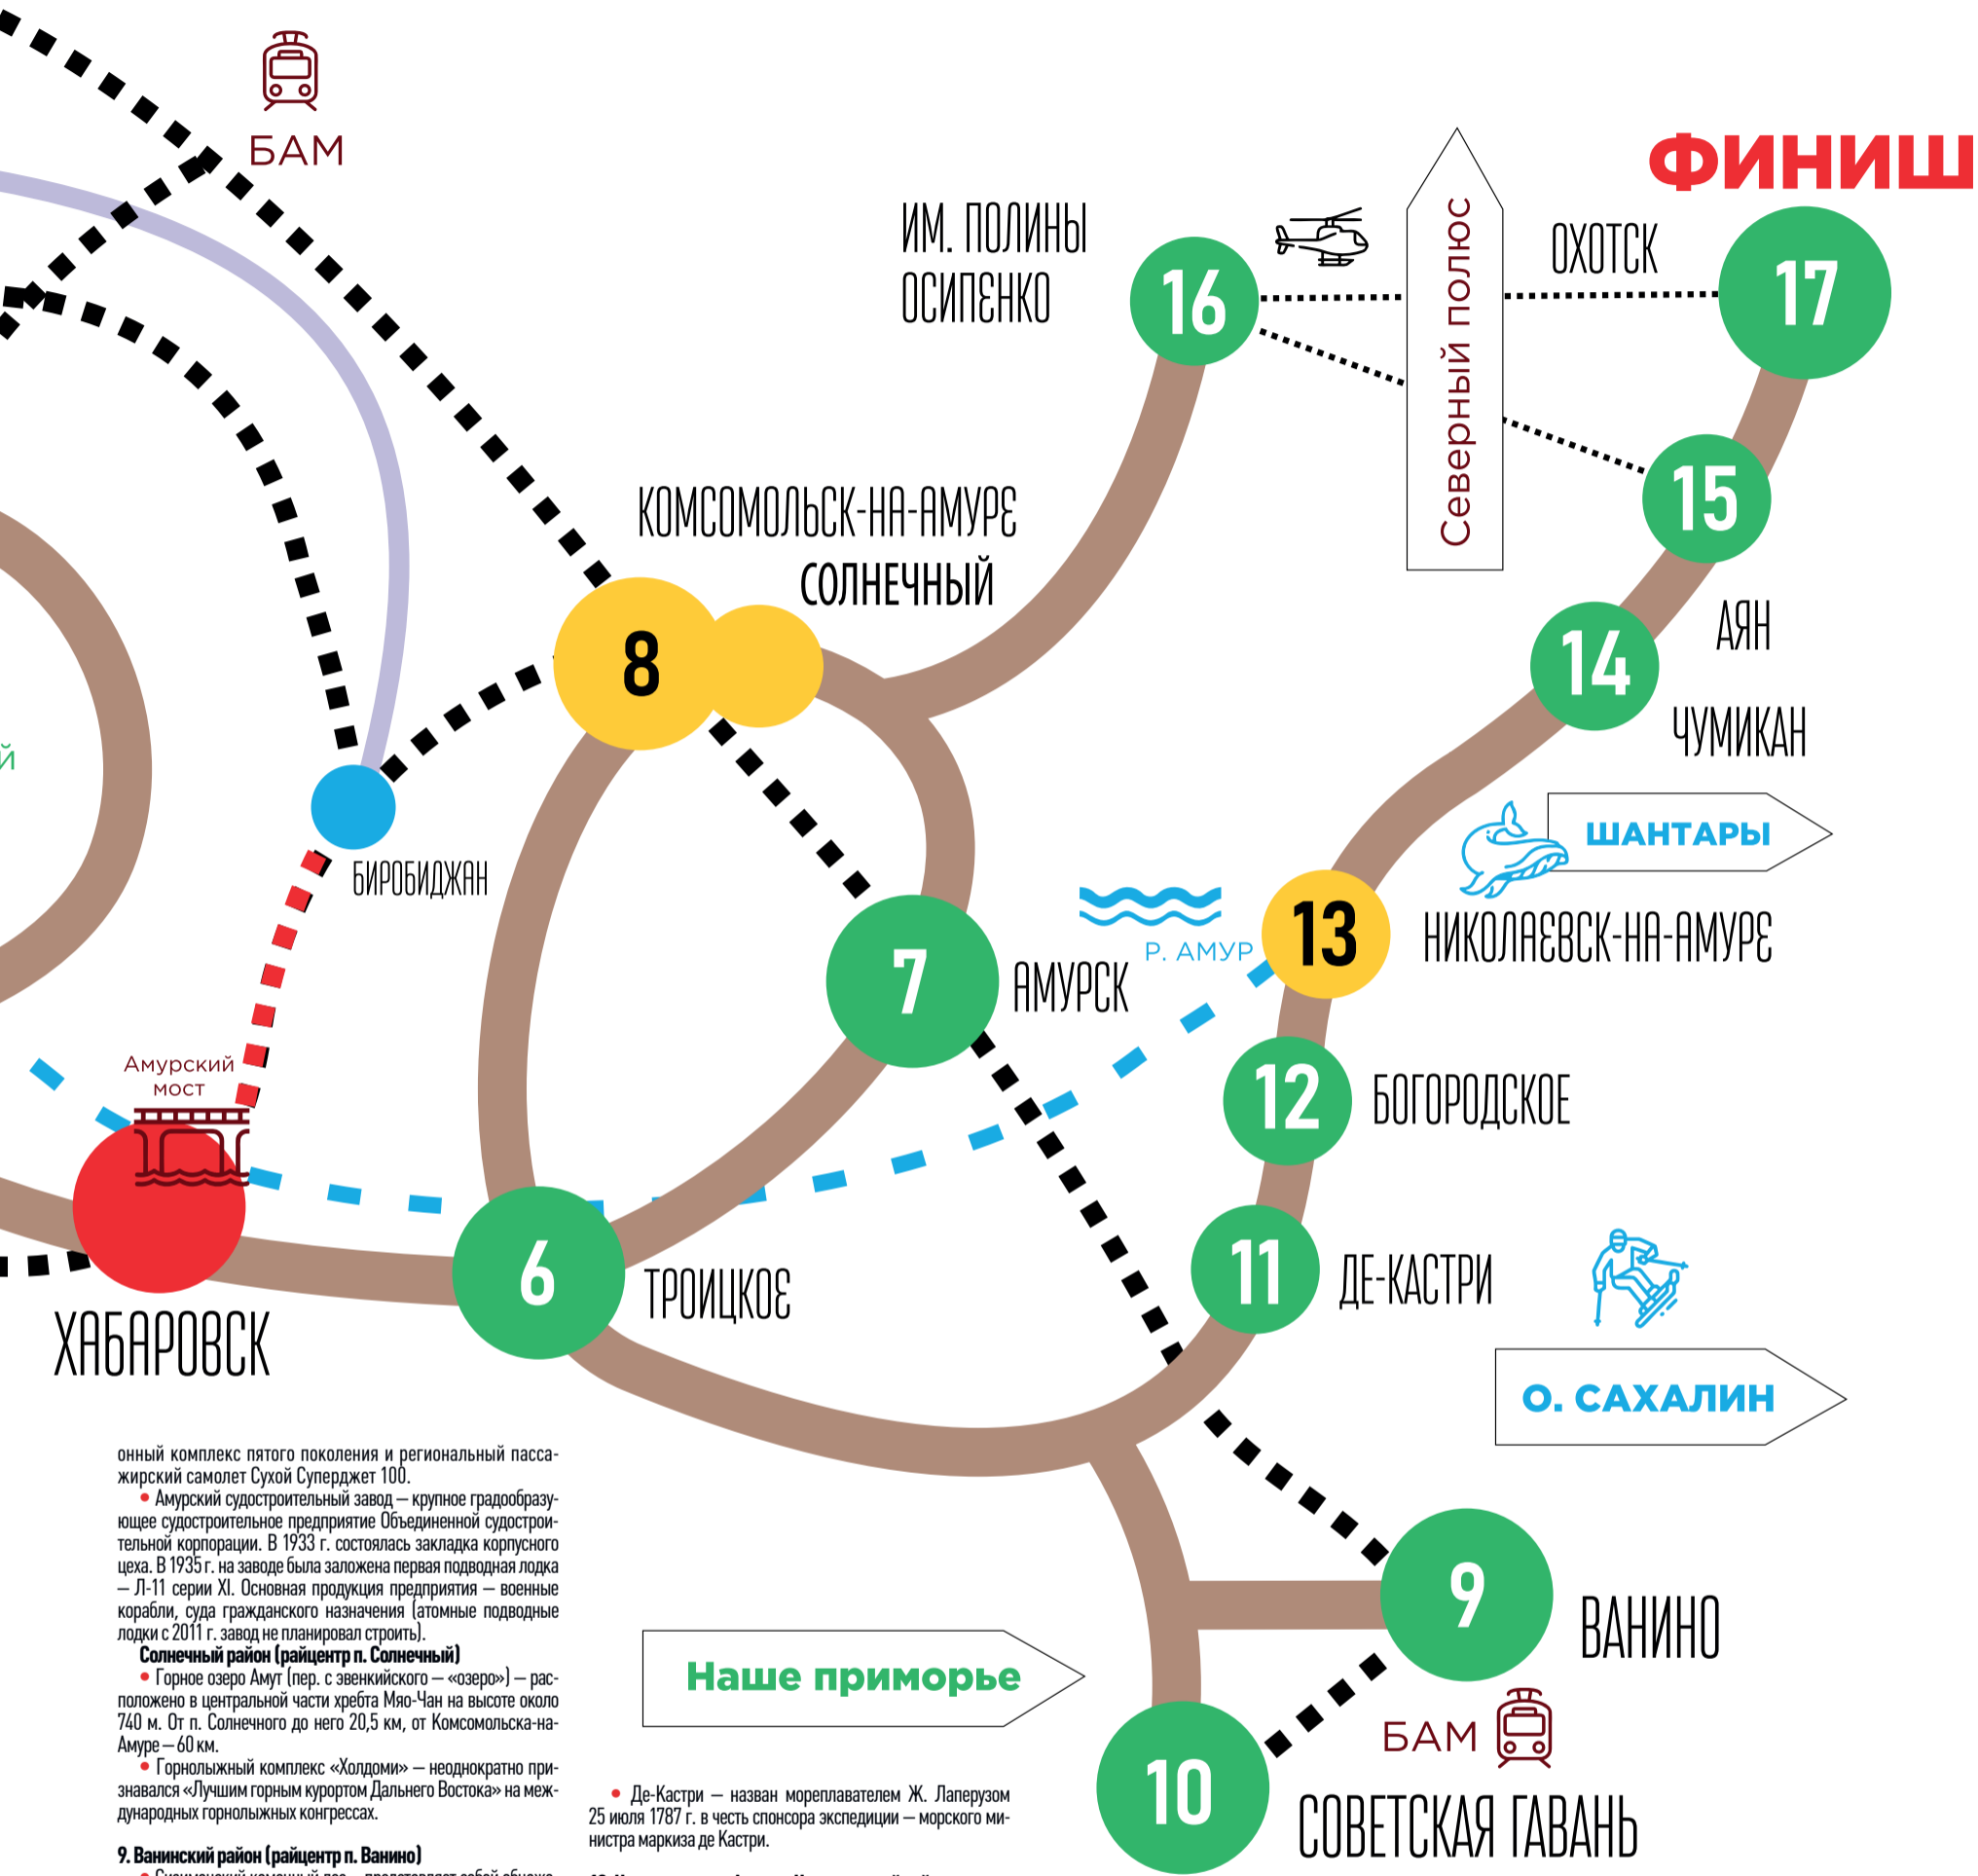 БАМ
ФИНИШ
ИМ. ПОЛИНЫ
ОСИПЕНКО
16
Северный полюс
ОХОТСК
17
15
КОМСОМОЛЬСК-НА-АМУРЕ
СОЛНЕЧНЫЙ
8
14
АЯН
ЧУМИКАН
Й
ШАНТАРЫ
БИРОБИДЖАН
13
НИКОЛАЕВСК-НА-АМУРЕ
Р. АМУР
7
АМУРСК
Амурский
мост
12
БОГОРОДСКОЕ
6
ТРОИЦКОЕ
11
ДЕ-КАСТРИ
ХАБАРОВСК
О. САХАЛИН
онный комплекс пятого поколения и региональный пасса-
жирский самолет Сухой Суперджет 100.
• Амурский судостроительный завод – крупное градообразу-
ющее судостроительное предприятие Объединенной судострои-
тельной корпорации. В 1933 г. состоялась закладка корпусного
цеха. В 1935 г. на заводе была заложена первая подводная лодка
– Л-11 серии XI. Основная продукция предприятия – военные
корабли, суда гражданского назначения (атомные подводные
лодки с 2011 г. завод не планировал строить).
Солнечный район (райцентр п. Солнечный)
• Горное озеро Амут (пер. с эвенкийского – «озеро») – рас-
положено в центральной части хребта Мяо-Чан на высоте около
740 м. От п. Солнечного до него 20,5 км, от Комсомольска-на-
Амуре – 60 км.
• Горнолыжный комплекс «Холдоми» – неоднократно при-
знавался «Лучшим горным курортом Дальнего Востока» на меж-
дународных горнолыжных конгрессах.
9. Ванинский район (райцентр п. Ванино)
9
ВАНИНО
Наше приморье
БАМ
10
СОВЕТСКАЯ ГАВАНЬ
• Де-Кастри – назван мореплавателем Ж. Лаперузом
25 июля 1787 г. в честь спонсора экспедиции – морского ми-
нистра маркиза де Кастри.